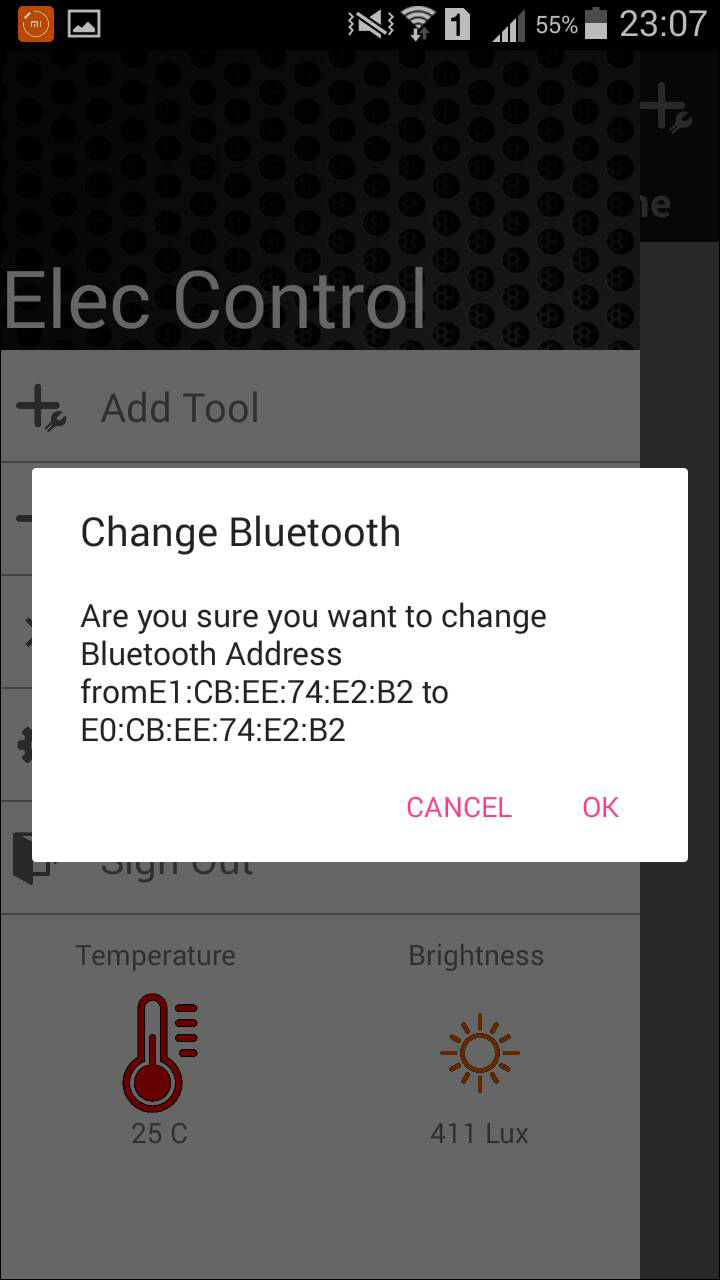 55% 23:07
1
ne
Elec Control
Add Tool
Change Bluetooth
Are you sure you want to change
Bluetooth Address
fromE1:CB:EE:74:E2:B2 to
E0:CB:EE:74:E2:B2
CANCEL OK
Sign Out
Temperature Brightness
25 C 411 Lux